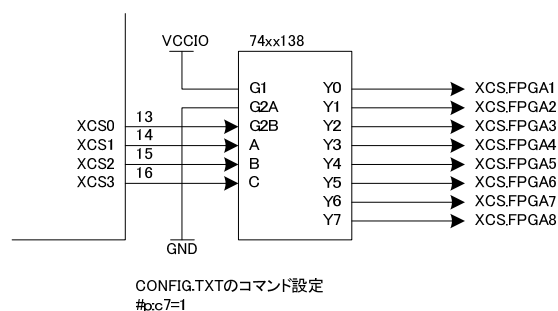 VCCIO 74xx138
G1 Y0 XCS.FPGA1
G2A Y1 XCS.FPGA2
XCS0 13 G2B Y2 XCS.FPGA3
XCS1 14 A Y3 XCS.FPGA4
XCS2 15 B Y4 XCS.FPGA5
XCS3 16 C Y5 XCS.FPGA6
Y6 XCS.FPGA7
Y7 XCS.FPGA8
GND
CONFIG.TXTのコマンド設定
#p:c7=1